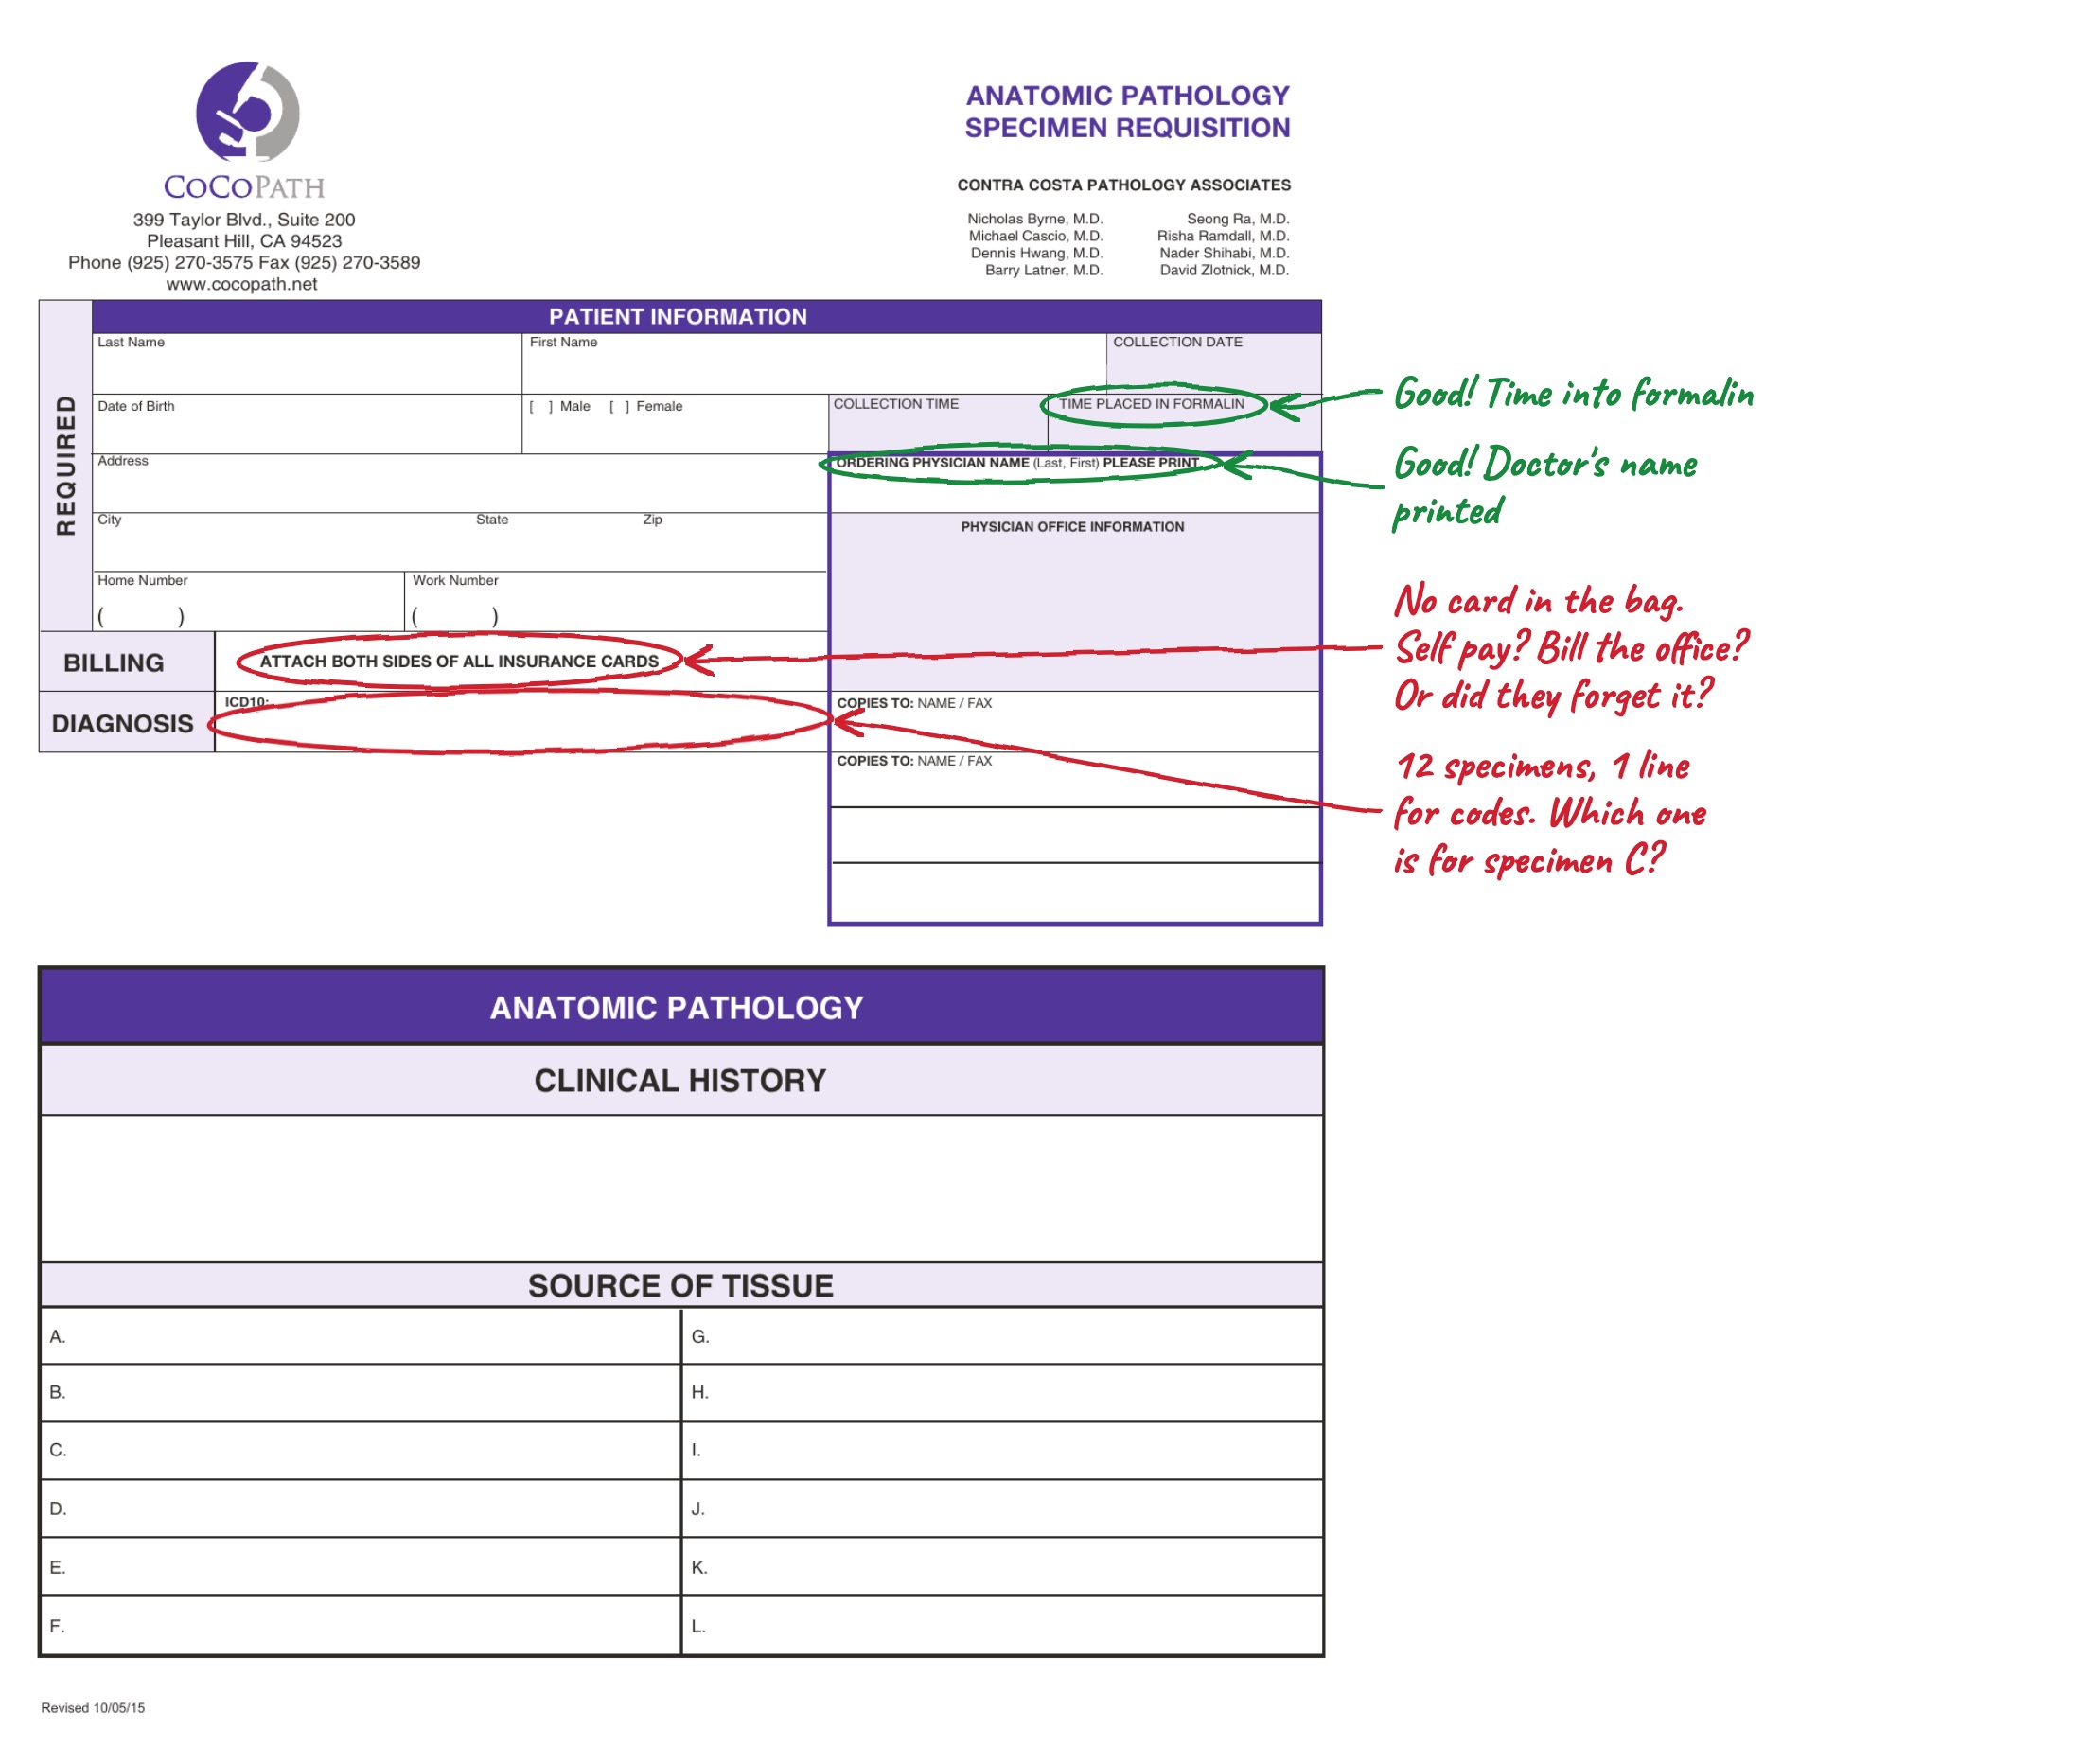 COCOPATH
399 Taylor Blvd., Suite 200
Pleasant Hill, CA 94523
Phone (925) 270-3575 Fax (925) 270-3589
www.cocopath.net
ANATOMIC PATHOLOGY
SPECIMEN REQUISITION
CONTRA COSTA PATHOLOGY ASSOCIATES
Nicholas Byrne, M.D. Seong Ra, M.D.
Michael Cascio, M.D. Risha Ramdall, M.D.
Dennis Hwang, M.D. Nader Shihabi, M.D.
Barry Latner, M.D. David Zlotnick, M.D.
REQUIRED
PATIENT INFORMATION
Last Name First Name COLLECTION DATE
Date of Birth [ ] Male [ ] Female COLLECTION TIME TIME PLACED IN FORMALIN
Address ORDERING PHYSICIAN NAME (Last, First) PLEASE PRINT
City State Zip PHYSICIAN OFFICE INFORMATION
Home Number Work Number
( ) ( )
BILLING ATTACH BOTH SIDES OF ALL INSURANCE CARDS
DIAGNOSIS ICD10: COPIES TO: NAME / FAX
COPIES TO: NAME / FAX
Good! Time into formalin
Good! Doctor's name
printed
No card in the bag.
Self pay? Bill the office?
Or did they forget it?
12 specimens, 1 line
for codes. Which one
is for specimen C?
ANATOMIC PATHOLOGY
CLINICAL HISTORY
SOURCE OF TISSUE
A. G.
B. H.
C. I.
D. J.
E. K.
F. L.
Revised 10/05/15